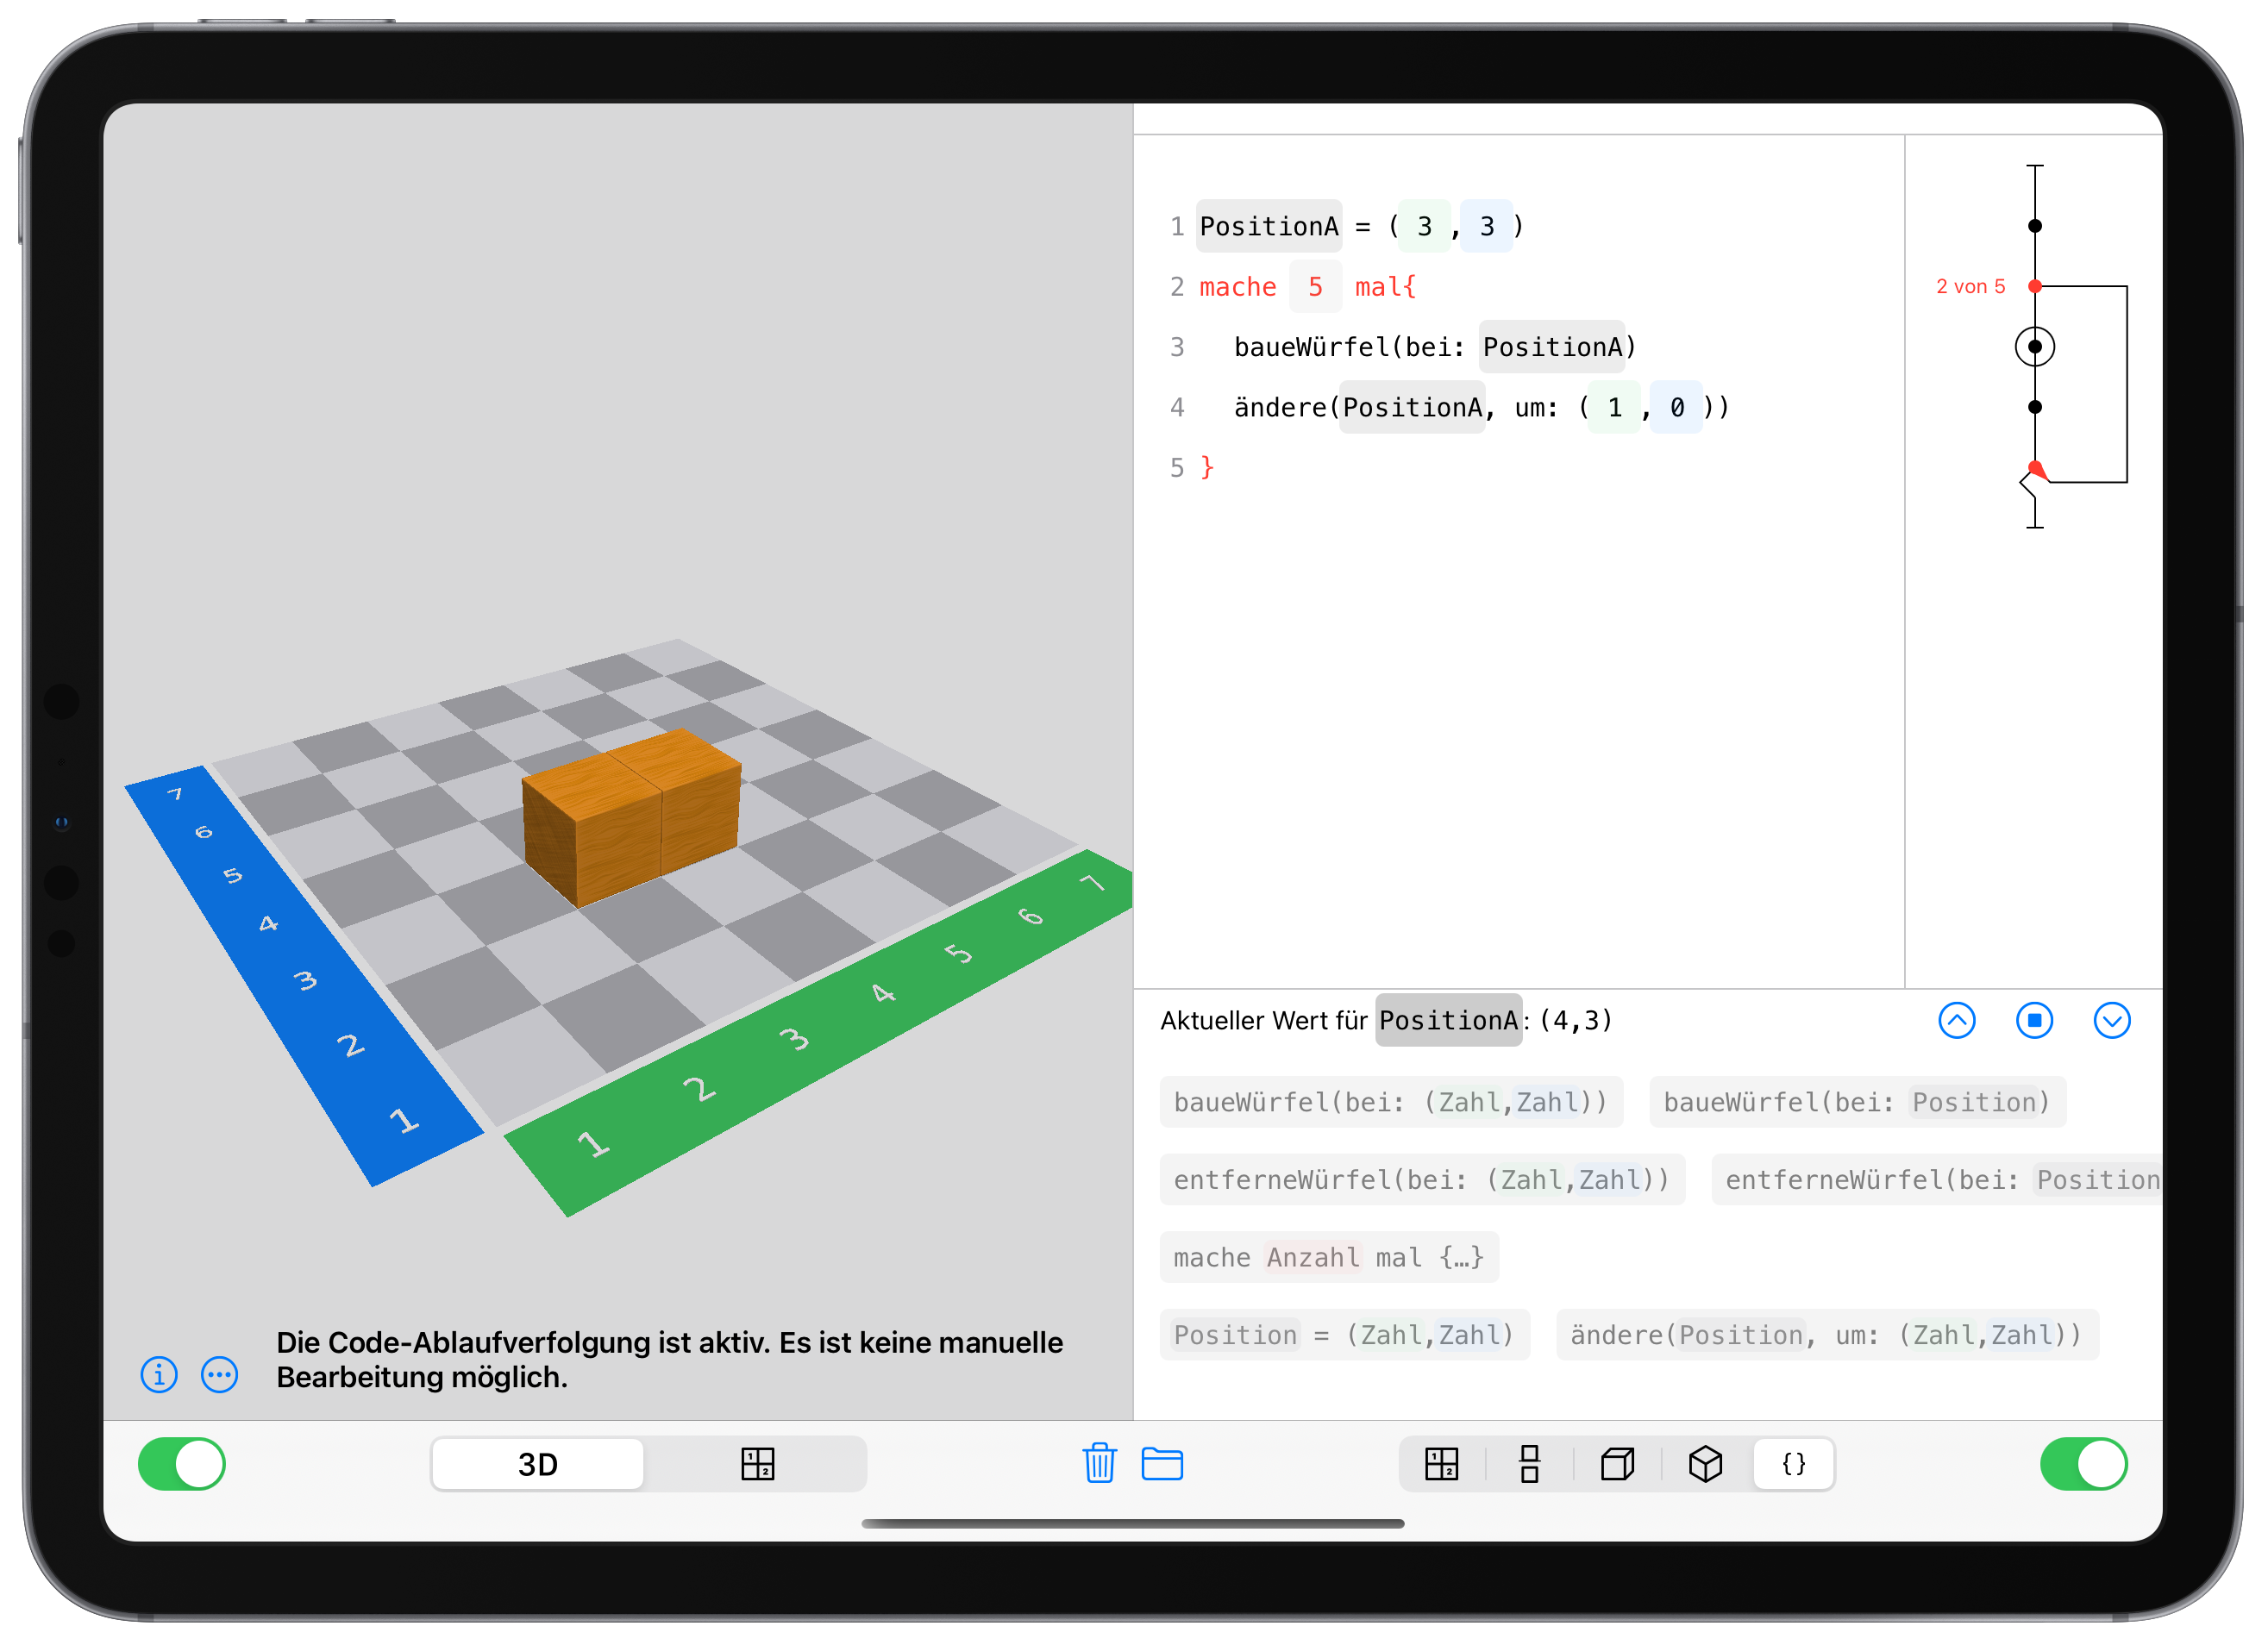 1 PositionA = ( 3 , 3 )
2 mache 5 mal{
3 baueWürfel(bei: PositionA)
4 ändere(PositionA, um: ( 1 , 0 ))
5 }
2 von 5
7
6
5
4
3
2
1
1
2
3
4
5
6
7
Die Code-Ablaufverfolgung ist aktiv. Es ist keine manuelle
Bearbeitung möglich.
Aktueller Wert für PositionA: (4,3)
baueWürfel(bei: (Zahl,Zahl)) baueWürfel(bei: Position)
entferneWürfel(bei: (Zahl,Zahl)) entferneWürfel(bei: Position
mache Anzahl mal {…}
Position = (Zahl,Zahl) ändere(Position, um: (Zahl,Zahl))
3D
1 2
1 2
{}